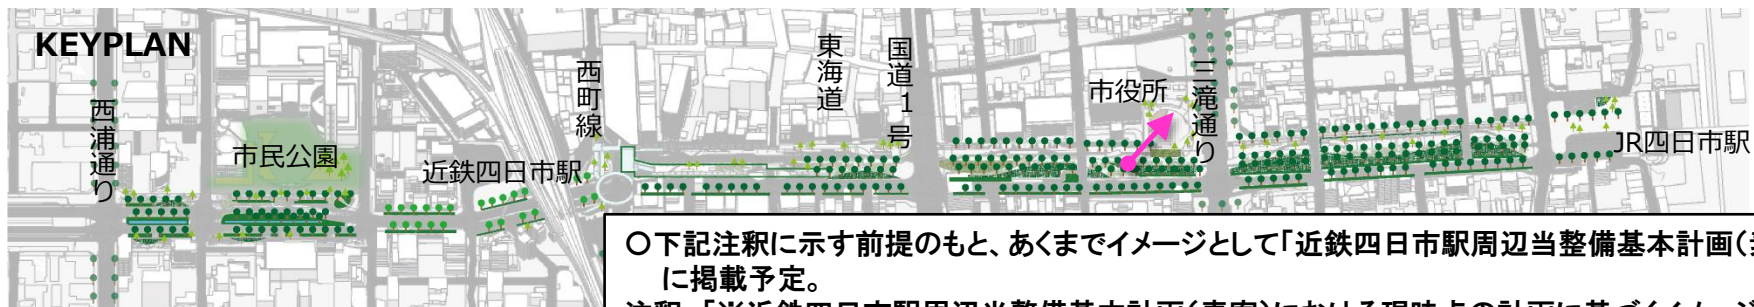 KEYPLAN
西浦通り
市民公園
近鉄四日市駅
西町線
東海道
国道1号
市役所
三滝通り
JR四日市駅
〇下記注釈に示す前提のもと、あくまでイメージとして「近鉄四日市駅周辺当整備基本計画(
に掲載予定。